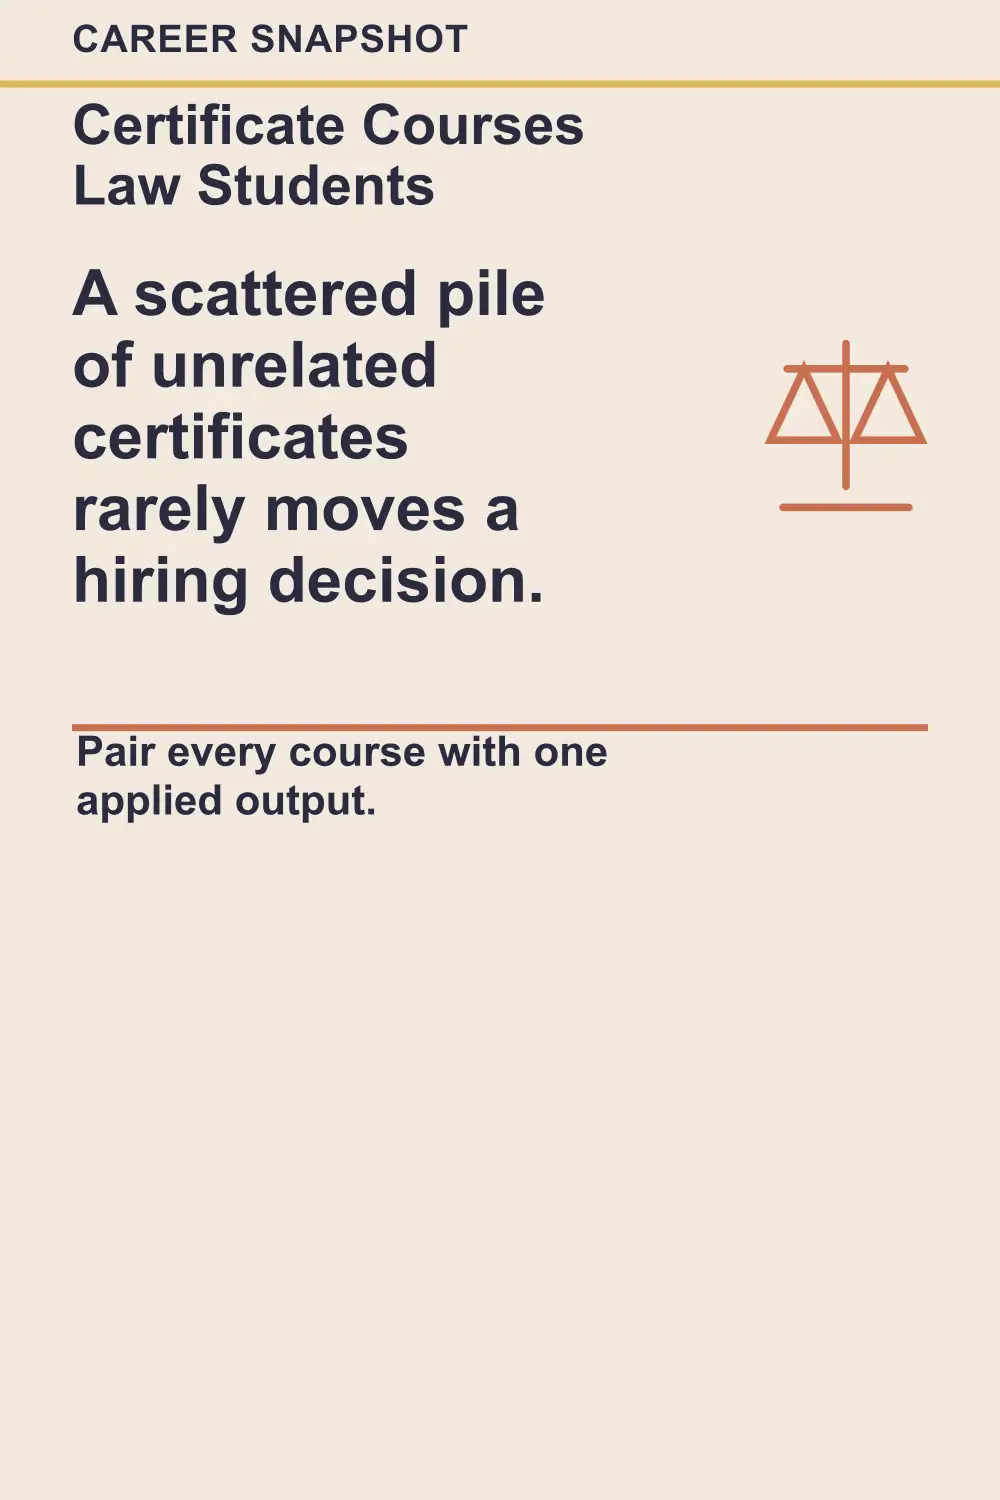 CAREER SNAPSHOT
Certificate Courses
Law Students
A scattered pile
of unrelated
certificates
rarely moves a
hiring decision.
Pair every course with one
applied output.